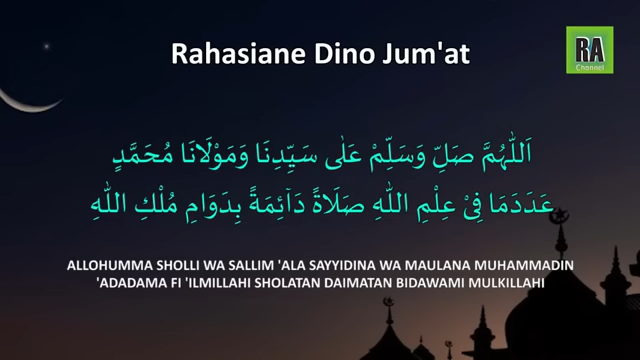 Rahasiane Dino Jum'at
RA
Channel
اَللّٰهُمَّ صَلِّ وَسَلِّمْ عَلٰى سَيِّدِنَا وَمَوْلَانَا مُحَمَّدٍ
عَدَدَمَا فِيْ عِلْمِ اللّٰهِ صَلَاةً دَآئِمَةً بِدَوَامِ مُلْكِ اللّٰهِ
ALLOHUMMA SHOLLI WA SALLIM 'ALA SAYYIDINA WA MAULANA MUHAMMADIN
'ADADAMA FI 'ILMILLAHI SHOLATAN DAIMATAN BIDAWAMI MULKILLAHI